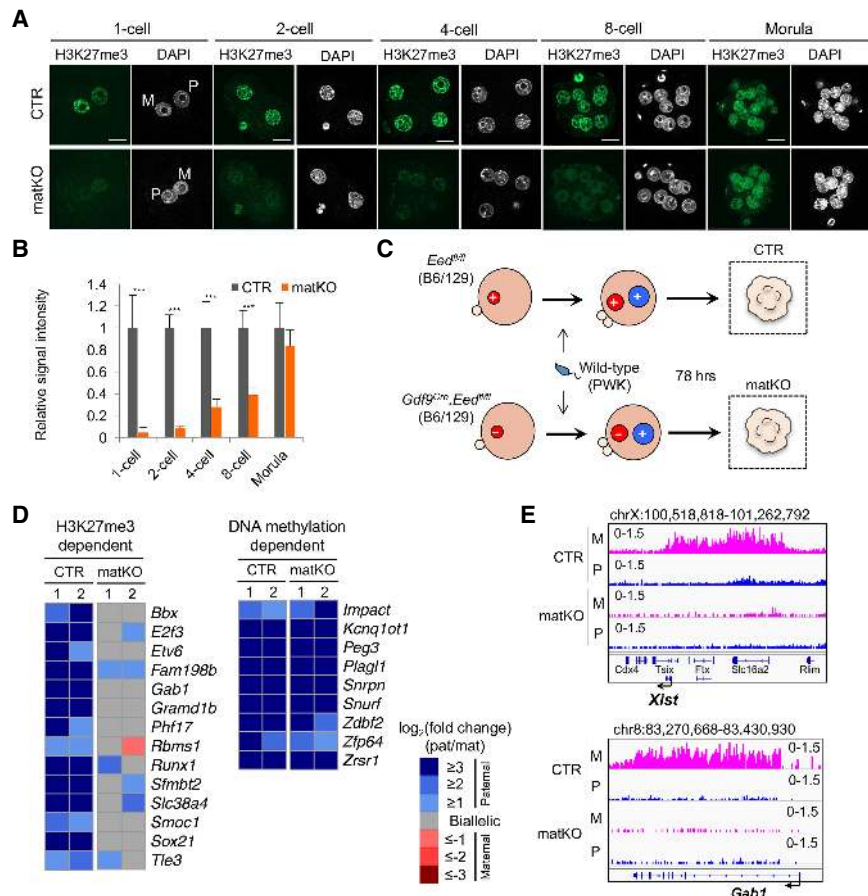 A
1-cell 2-cell 4-cell 8-cell Morula
H3K27me3 DAPI H3K27me3 DAPI H3K27me3 DAPI H3K27me3 DAPI H3K27me3 DAPI
CTR
M P
matKO
P M
B
CTR matKO
Relative signal intensity
1.4
1.2
1
0.8
0.6
0.4
0.2
0
*** *** *** ***
1-cell 2-cell 4-cell 8-cell Morula
C
Eed^fl/fl
(B6/129)
+
+ +
CTR
Wild-type
(PWK)
78 hrs
Gdf9^Cre.Eed^fl/fl
(B6/129)
–
– +
matKO
D
H3K27me3
dependent
CTR matKO
1 2 1 2
Bbx
E2f3
Etv6
Fam198b
Gab1
Gramd1b
Phf17
Rbms1
Runx1
Sfmbt2
Slc38a4
Smoc1
Sox21
Tle3
DNA methylation
dependent
CTR matKO
1 2 1 2
Impact
Kcnq1ot1
Peg3
Plagl1
Snrpn
Snurf
Zdbf2
Zfp64
Zrsr1
log2(fold change)
(pat/mat)
≥3
≥2
≥1
Paternal
Biallelic
≤-1
≤-2
≤-3
Maternal
E
chrX:100,518,818-101,262,792
CTR M 0-1.5
P 0-1.5
matKO M 0-1.5
P 0-1.5
Cdx4 Tsix Ftx Slc16a2 Rlim
Xist
chr8:83,270,668-83,430,930
CTR M 0-1.5
P 0-1.5
matKO M 0-1.5
P 0-1.5
Gab1